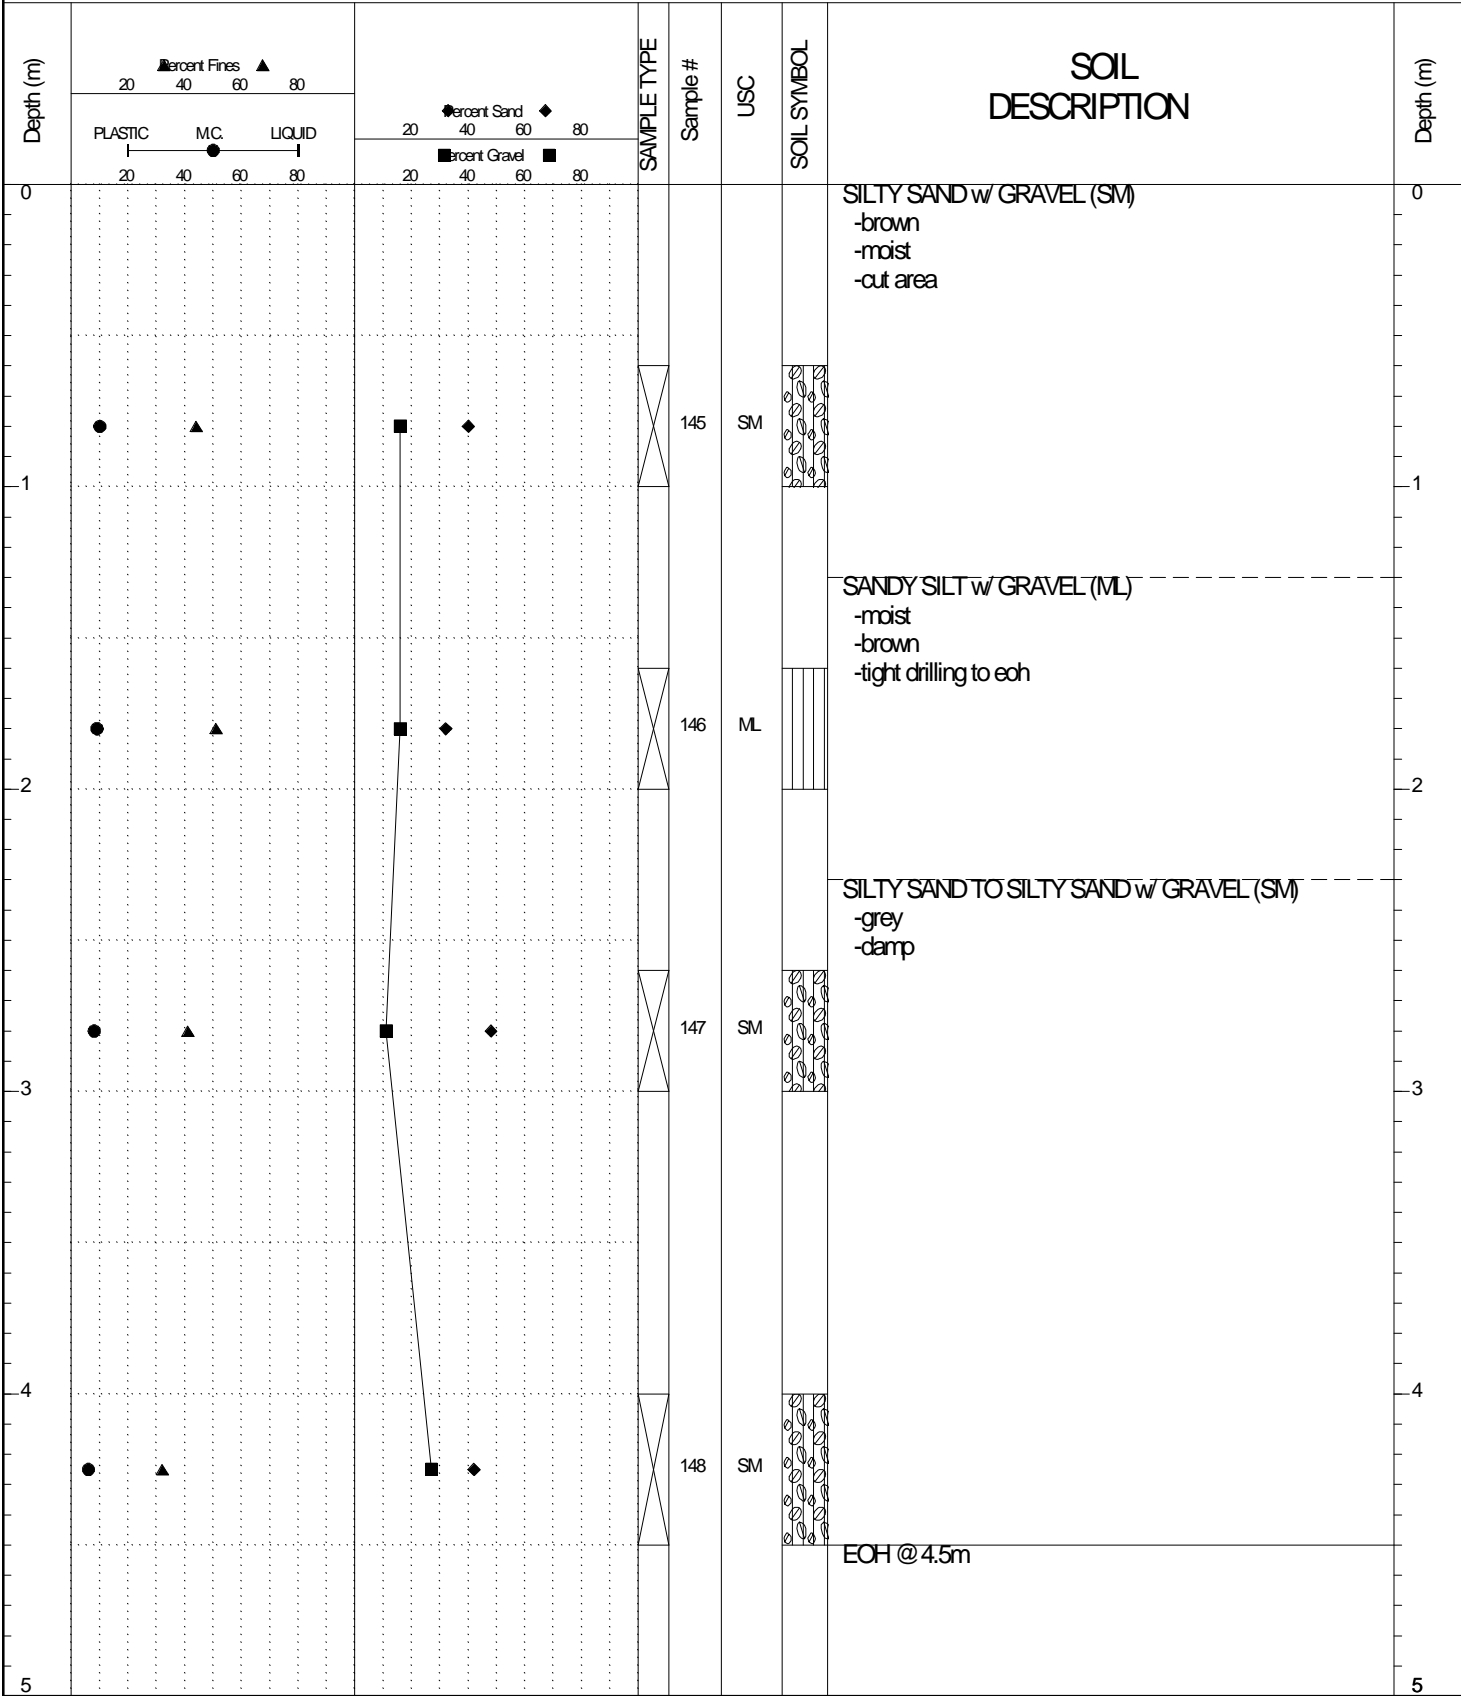 Depth (m)
Percent Fines
20 40 60 80
PLASTIC M.C. LIQUID
20 40 60 80
Percent Sand
20 40 60 80
Percent Gravel
20 40 60 80
SAMPLE TYPE
Sample #
USC
SOIL SYMBOL
SOIL
DESCRIPTION
Depth (m)
0 0
SILTY SAND w/ GRAVEL (SM)
-brown
-moist
-cut area
145 SM
1 1
SANDY SILT w/ GRAVEL (ML)
-moist
-brown
-tight drilling to eoh
146 ML
2 2
SILTY SAND TO SILTY SAND w/ GRAVEL (SM)
-grey
-damp
147 SM
3 3
4 4
148 SM
EOH @ 4.5m
5 5